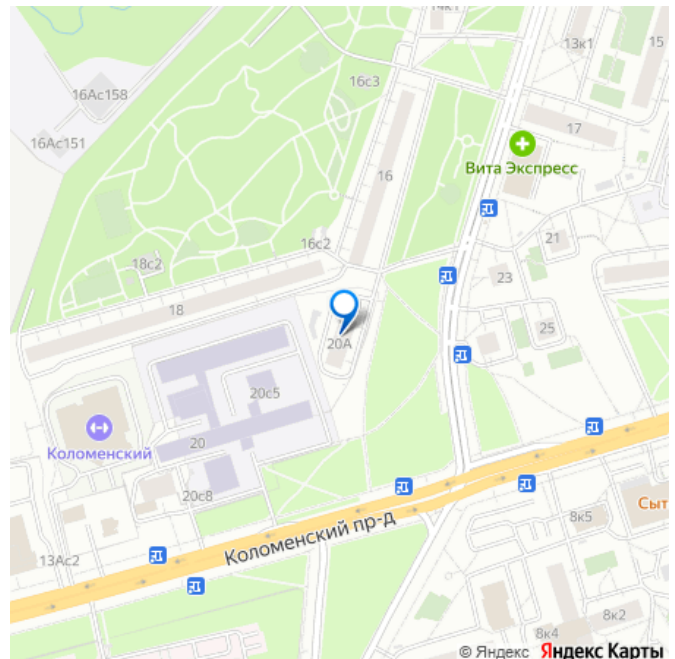 14к1
13к1
15
16с3
16Ас158
17
16Ас151
Вита Экспресс
16
16с2
21
18с2
23
18
25
20А
20с5
20
Коломенский
20с8
Сыт
8к5
Коломенский пр-д
13Ас2
8к2
8к4
© Яндекс Яндекс Карты